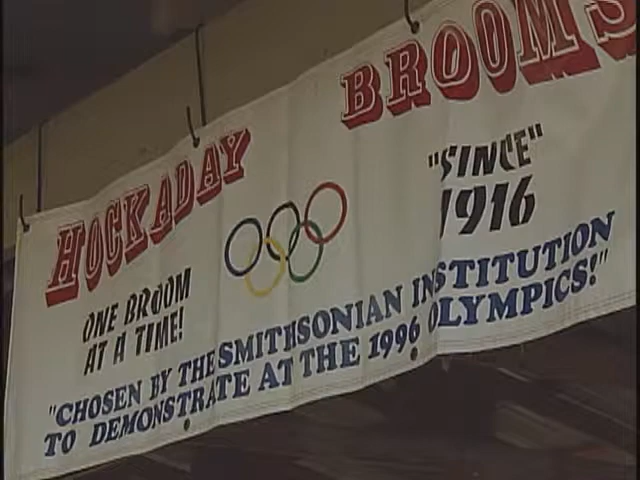 HOCKADAY BROOMS
ONE BROOM
AT A TIME!
"SINCE"
1916
"CHOSEN BY THE SMITHSONIAN INSTITUTION
TO DEMONSTRATE AT THE 1996 OLYMPICS!"